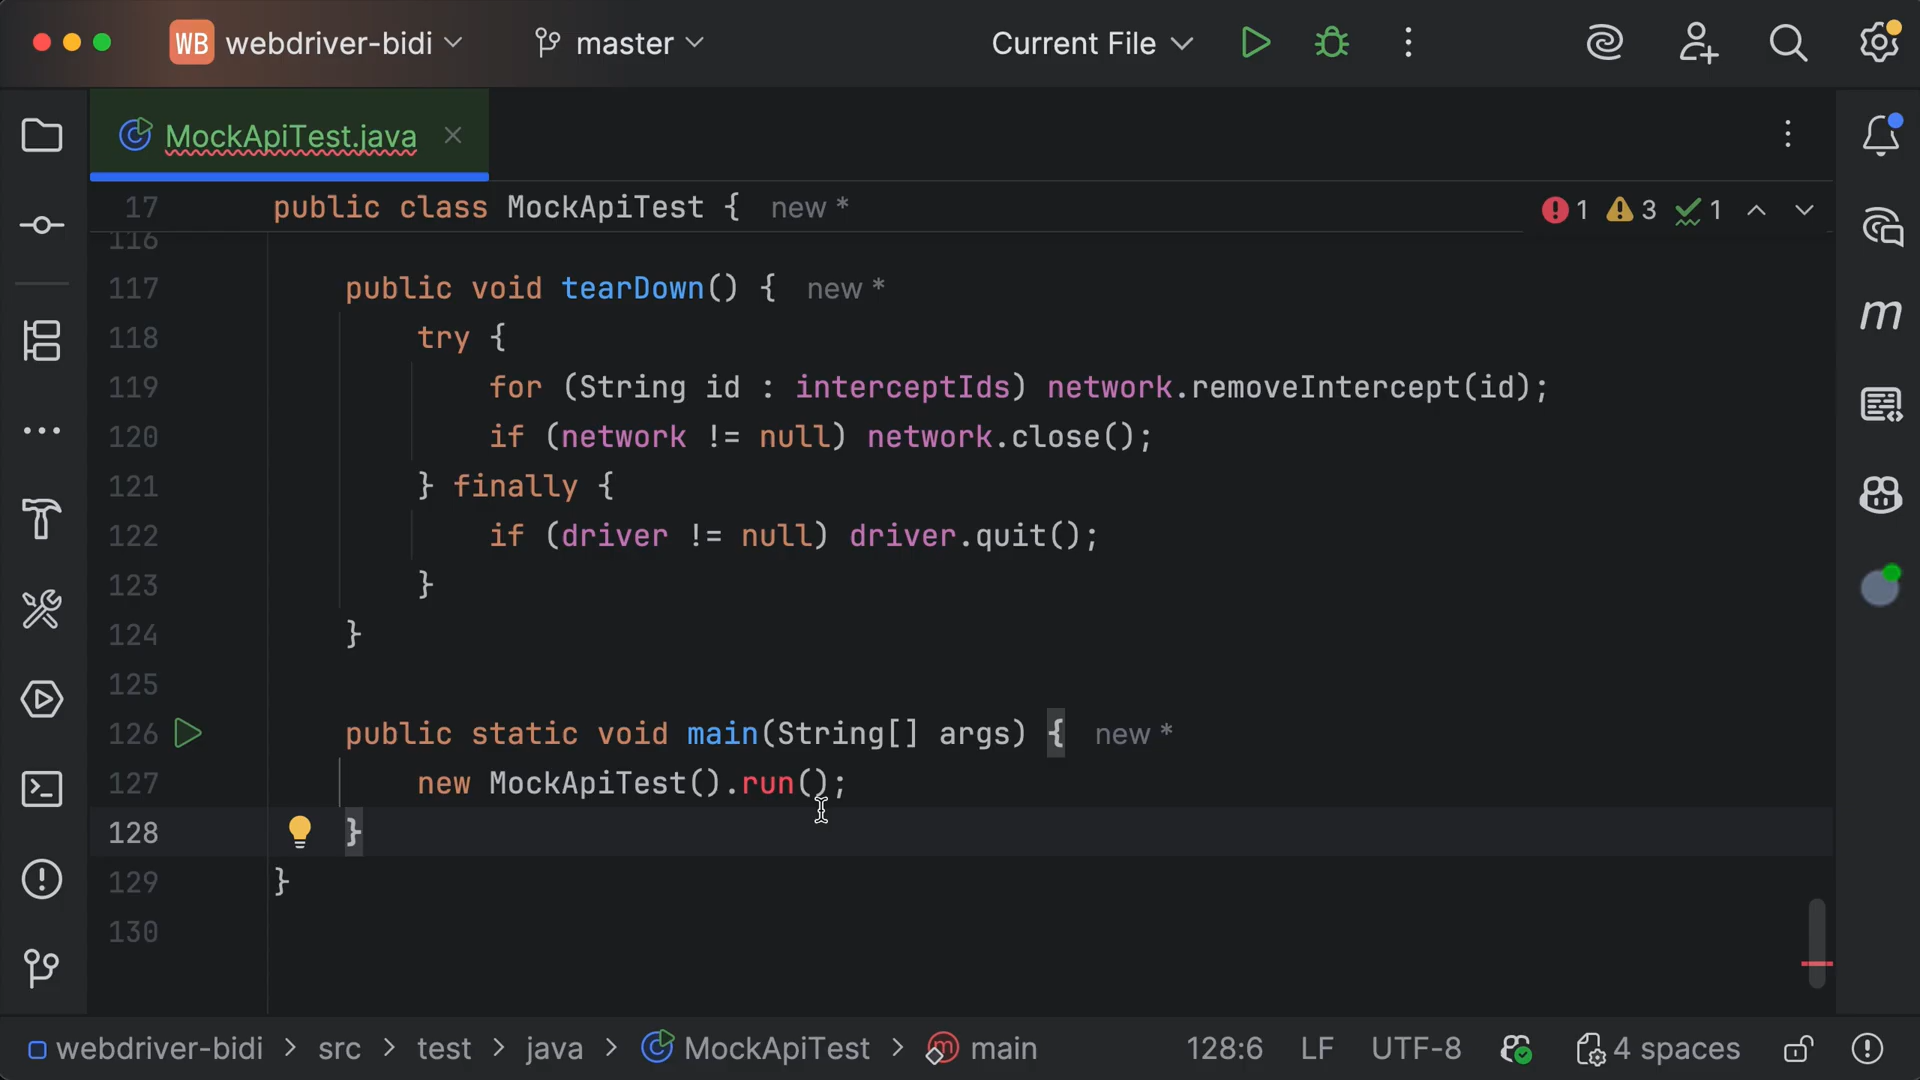 WB webdriver-bidi master Current File
MockApiTest.java
17 public class MockApiTest { new * 1 3 1
116
117 public void tearDown() { new *
118 try {
119 for (String id : interceptIds) network.removeIntercept(id);
120 if (network != null) network.close();
121 } finally {
122 if (driver != null) driver.quit();
123 }
124 }
125
126 public static void main(String[] args) { new *
127 new MockApiTest().run();
128 }
129 }
130
webdriver-bidi > src > test > java > MockApiTest > main 128:6 LF UTF-8 4 spaces